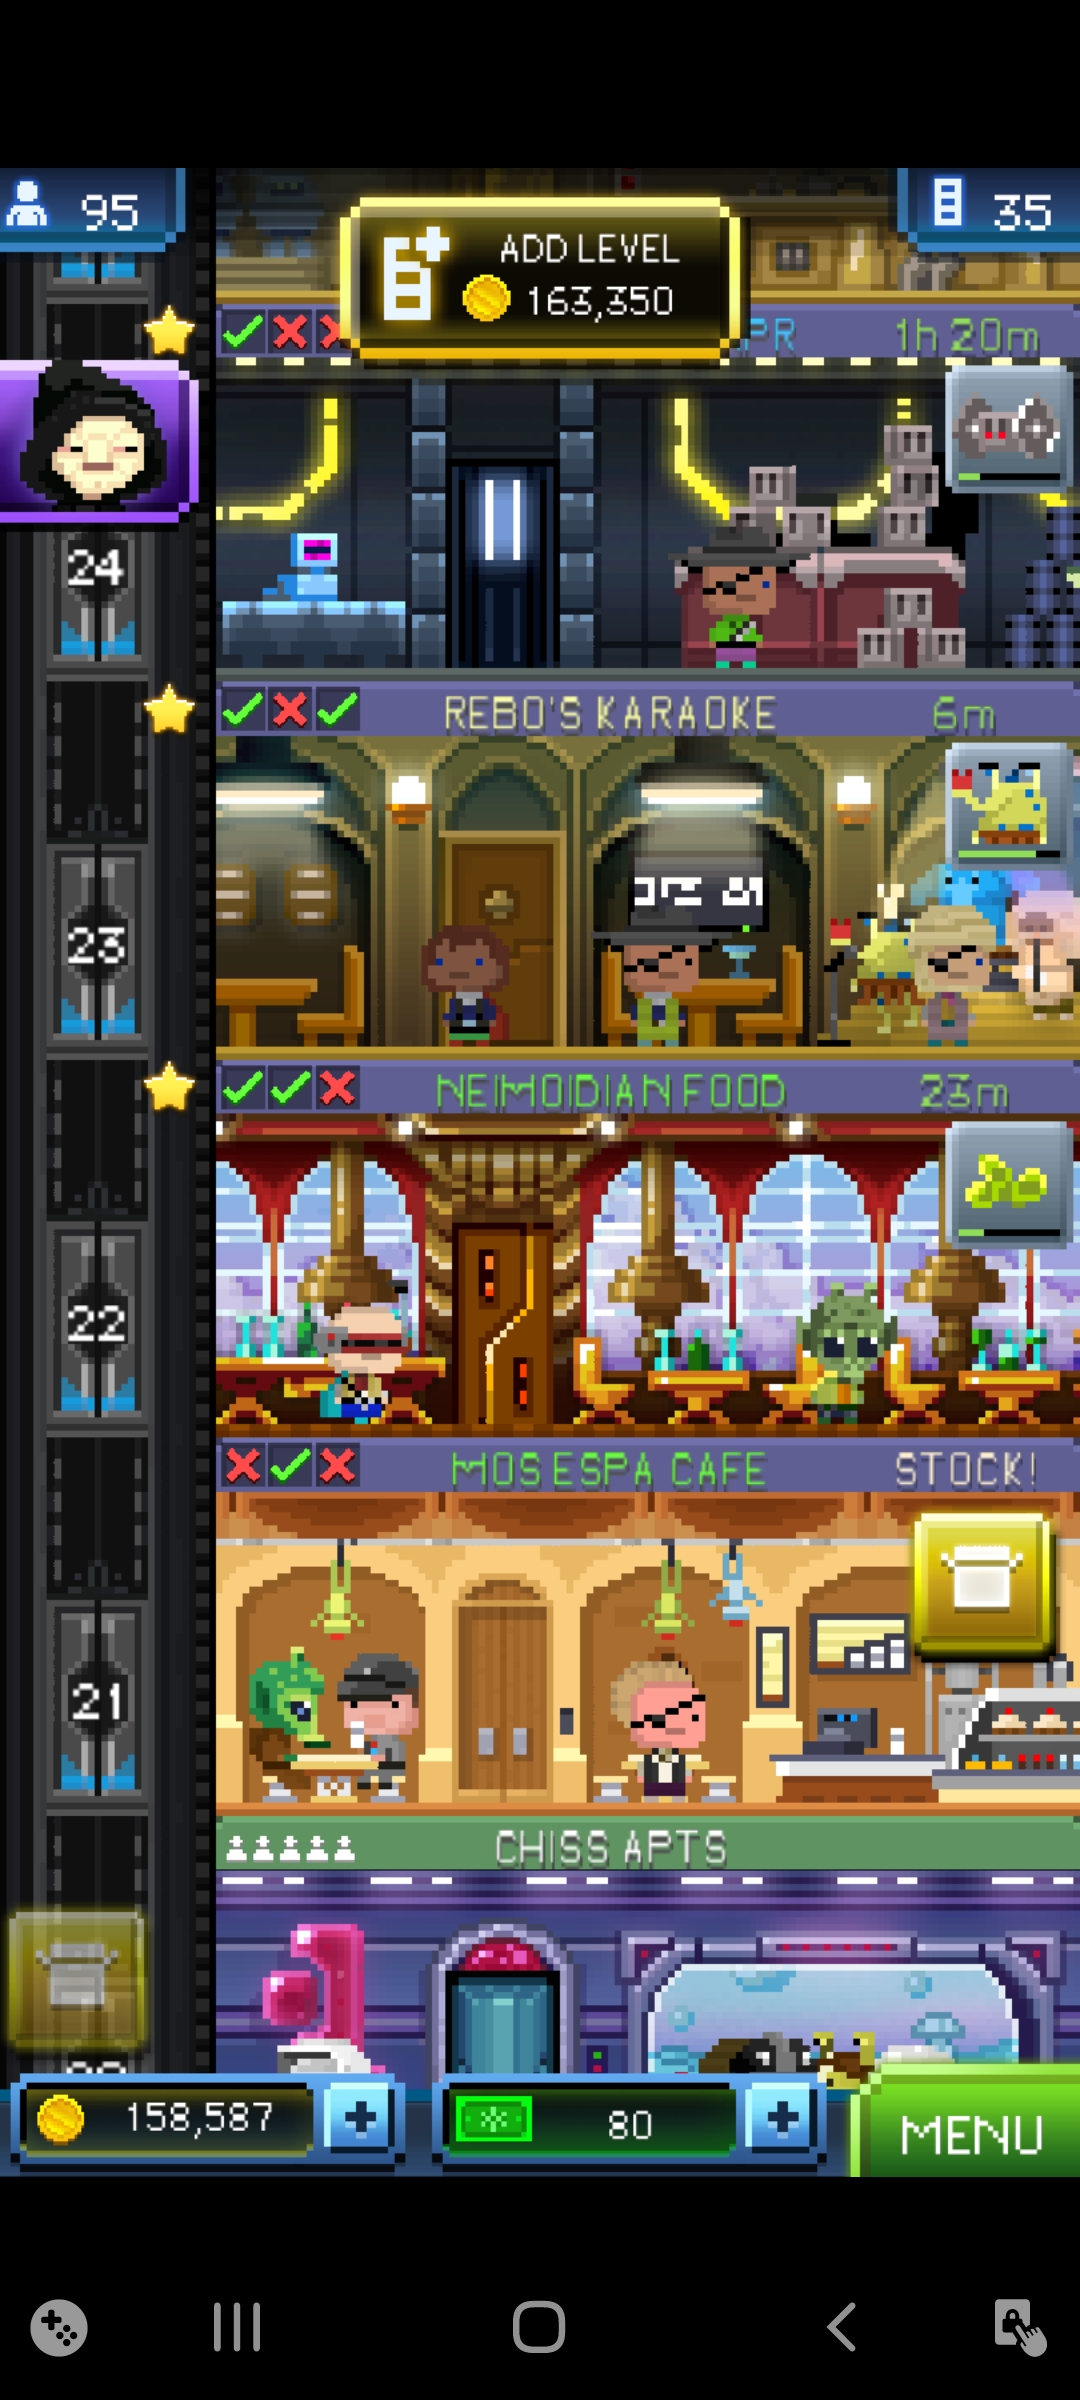 95
ADD LEVEL
163,350
35
PR 1h 20m
24
REBO'S KARAOKE 6m
23
NEIMOIDIAN FOOD 23m
22
MOS ESPA CAFE STOCK!
21
CHISS APTS
158,587
80
MENU